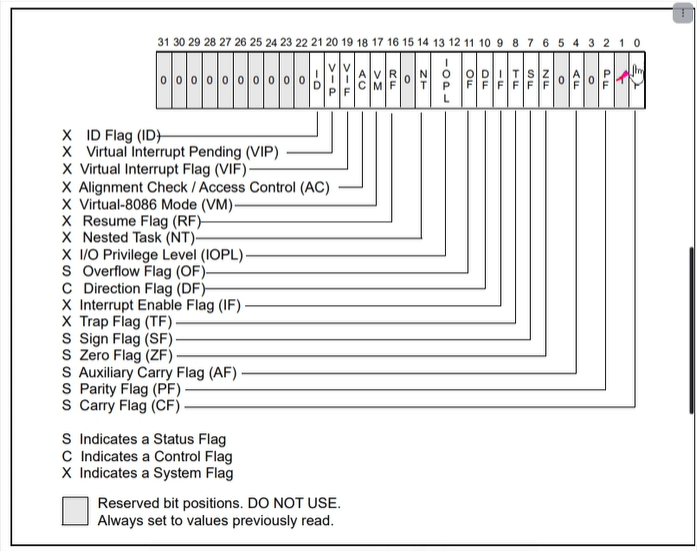 31 30 29 28 27 26 25 24 23 22 21 20 19 18 17 16 15 14 13 12 11 10 9 8 7 6 5 4 3 2 1 0
0 0 0 0 0 0 0 0 0 0 ID VIP VIF AC VM RF 0 NT IOPL OF DF IF TF SF ZF 0 AF 0 PF F
X ID Flag (ID)
X Virtual Interrupt Pending (VIP)
X Virtual Interrupt Flag (VIF)
X Alignment Check / Access Control (AC)
X Virtual-8086 Mode (VM)
X Resume Flag (RF)
X Nested Task (NT)
X I/O Privilege Level (IOPL)
S Overflow Flag (OF)
C Direction Flag (DF)
X Interrupt Enable Flag (IF)
X Trap Flag (TF)
S Sign Flag (SF)
S Zero Flag (ZF)
S Auxiliary Carry Flag (AF)
S Parity Flag (PF)
S Carry Flag (CF)
S Indicates a Status Flag
C Indicates a Control Flag
X Indicates a System Flag
Reserved bit positions. DO NOT USE.
Always set to values previously read.